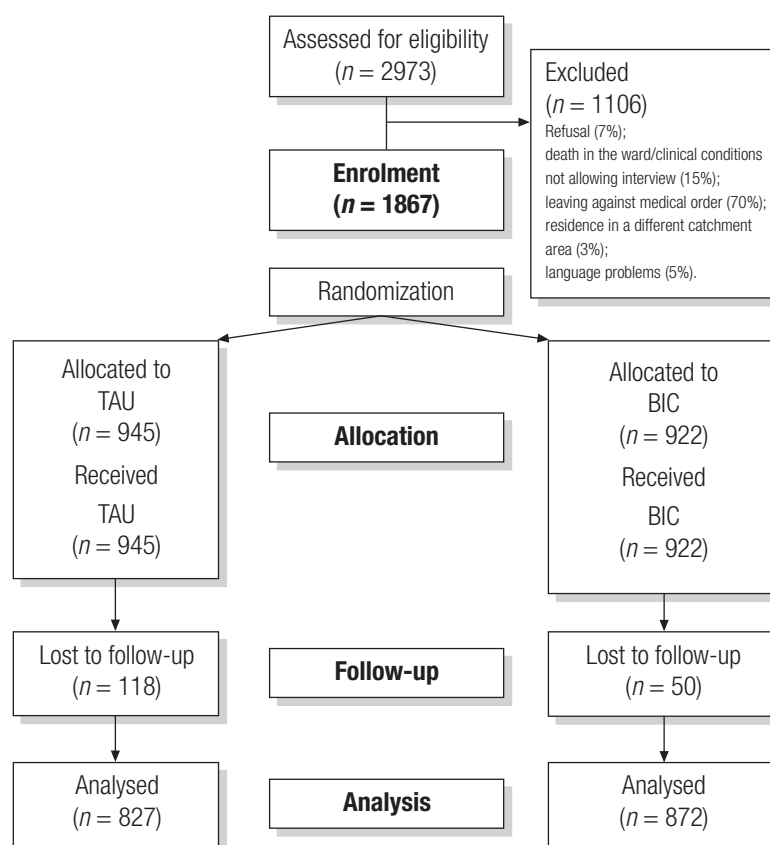 Assessed for eligibility
(n = 2973)
Excluded
(n = 1106)
Refusal (7%);
death in the ward/clinical conditions
not allowing interview (15%);
leaving against medical order (70%);
residence in a different catchment
area (3%);
language problems (5%).
Enrolment
(n = 1867)
Randomization
Allocated to
TAU
(n = 945)
Received
TAU
(n = 945)
Allocation
Allocated to
BIC
(n = 922)
Received
BIC
(n = 922)
Lost to follow-up
(n = 118)
Follow-up
Lost to follow-up
(n = 50)
Analysed
(n = 827)
Analysis
Analysed
(n = 872)